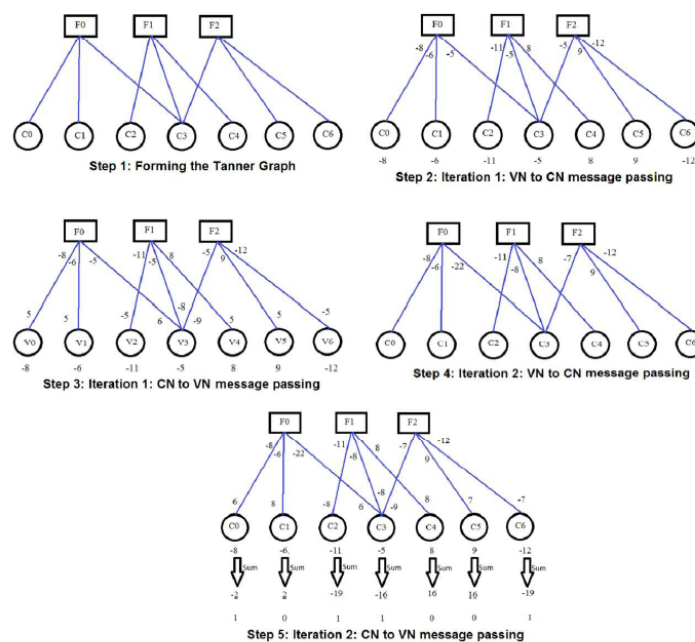 F0 F1 F2
C0 C1 C2 C3 C4 C5 C6
Step 1: Forming the Tanner Graph
F0 F1 F2
-8 -6 -5 -11 -5 8 -5 9 -12
C0 C1 C2 C3 C4 C5 C6
-8 -6 -11 -5 8 9 -12
Step 2: Iteration 1: VN to CN message passing
F0 F1 F2
-8 -6 -5 -11 -5 8 -5 9 -12
5 5 -5 6 -8 -9 5 5 -5
V0 V1 V2 V3 V4 V5 V6
-8 -6 -11 -5 8 9 -12
Step 3: Iteration 1: CN to VN message passing
F0 F1 F2
-8 -6 -22 -11 -8 8 -7 9 -12
C0 C1 C2 C3 C4 C5 C6
Step 4: Iteration 2: VN to CN message passing
F0 F1 F2
-8 -6 -22 -11 -8 8 -7 9 -12
6 8 -8 6 -8 -9 8 7 -7
C0 C1 C2 C3 C4 C5 C6
-8 -6 -11 -5 8 9 -12
Sum Sum Sum Sum Sum Sum Sum
-2 2 -19 -16 16 16 -19
1 0 1 1 0 0 1
Step 5: Iteration 2: CN to VN message passing